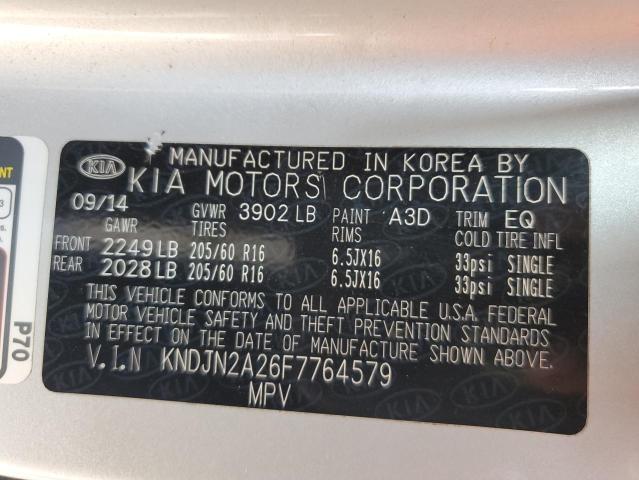 KIA
MANUFACTURED IN KOREA BY
KIA MOTORS CORPORATION
09/14 GVWR 3902 LB PAINT A3D TRIM EQ
GAWR TIRES RIMS COLD TIRE INFL
FRONT 2249 LB 205/60 R16 6.5JX16 33psi SINGLE
REAR 2028 LB 205/60 R16 6.5JX16 33psi SINGLE
THIS VEHICLE CONFORMS TO ALL APPLICABLE U.S.A. FEDERAL
MOTOR VEHICLE SAFETY AND THEFT PREVENTION STANDARDS
IN EFFECT ON THE DATE OF MANUFACTURE SHOWN ABOVE.
V.I.N KNDJN2A26F7764579
MPV
P70